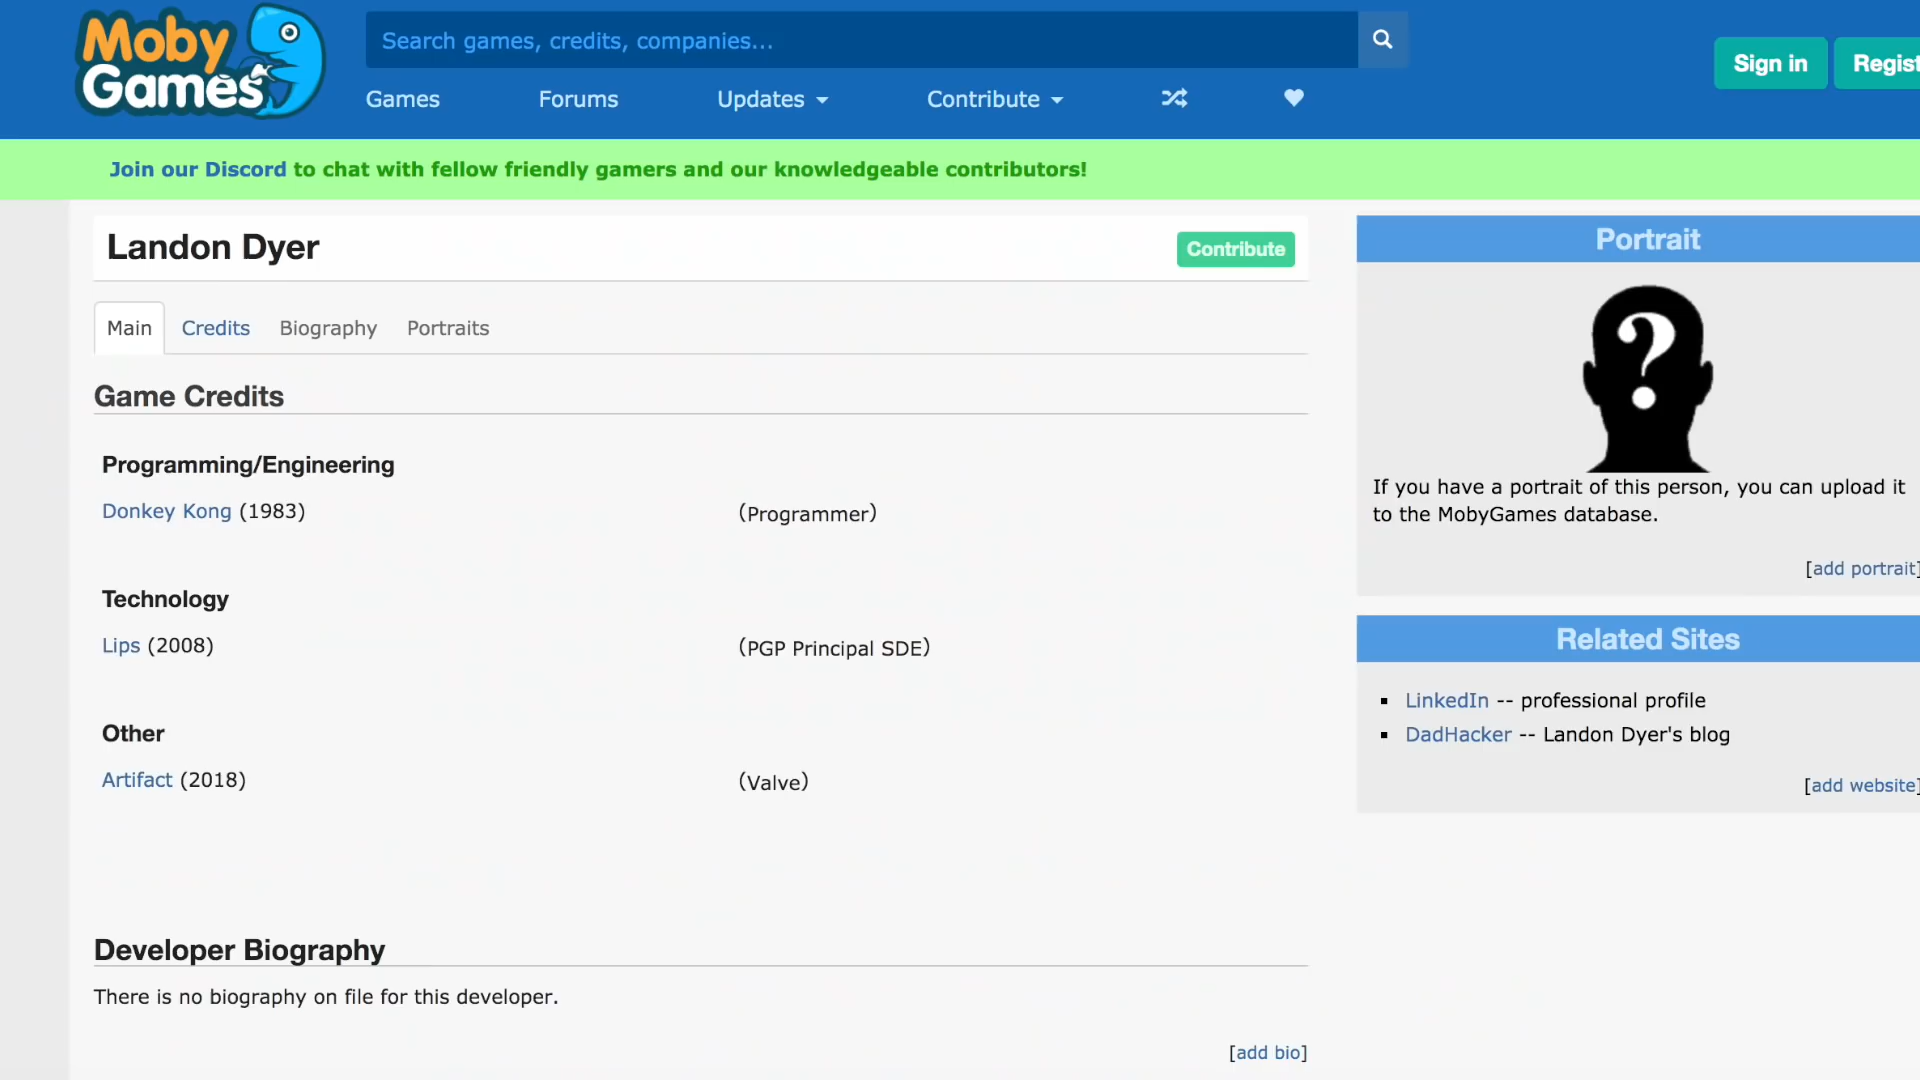 Moby
Games
Search games, credits, companies...
Games
Forums
Updates
Contribute
Sign in
Regist
Join our Discord to chat with fellow friendly gamers and our knowledgeable contributors!
Landon Dyer
Contribute
Main
Credits
Biography
Portraits
Game Credits
Programming/Engineering
Donkey Kong (1983)
(Programmer)
Technology
Lips (2008)
(PGP Principal SDE)
Other
Artifact (2018)
(Valve)
Developer Biography
There is no biography on file for this developer.
[add bio]
Portrait
?
If you have a portrait of this person, you can upload it
to the MobyGames database.
[add portrait]
Related Sites
LinkedIn -- professional profile
DadHacker -- Landon Dyer's blog
[add website]